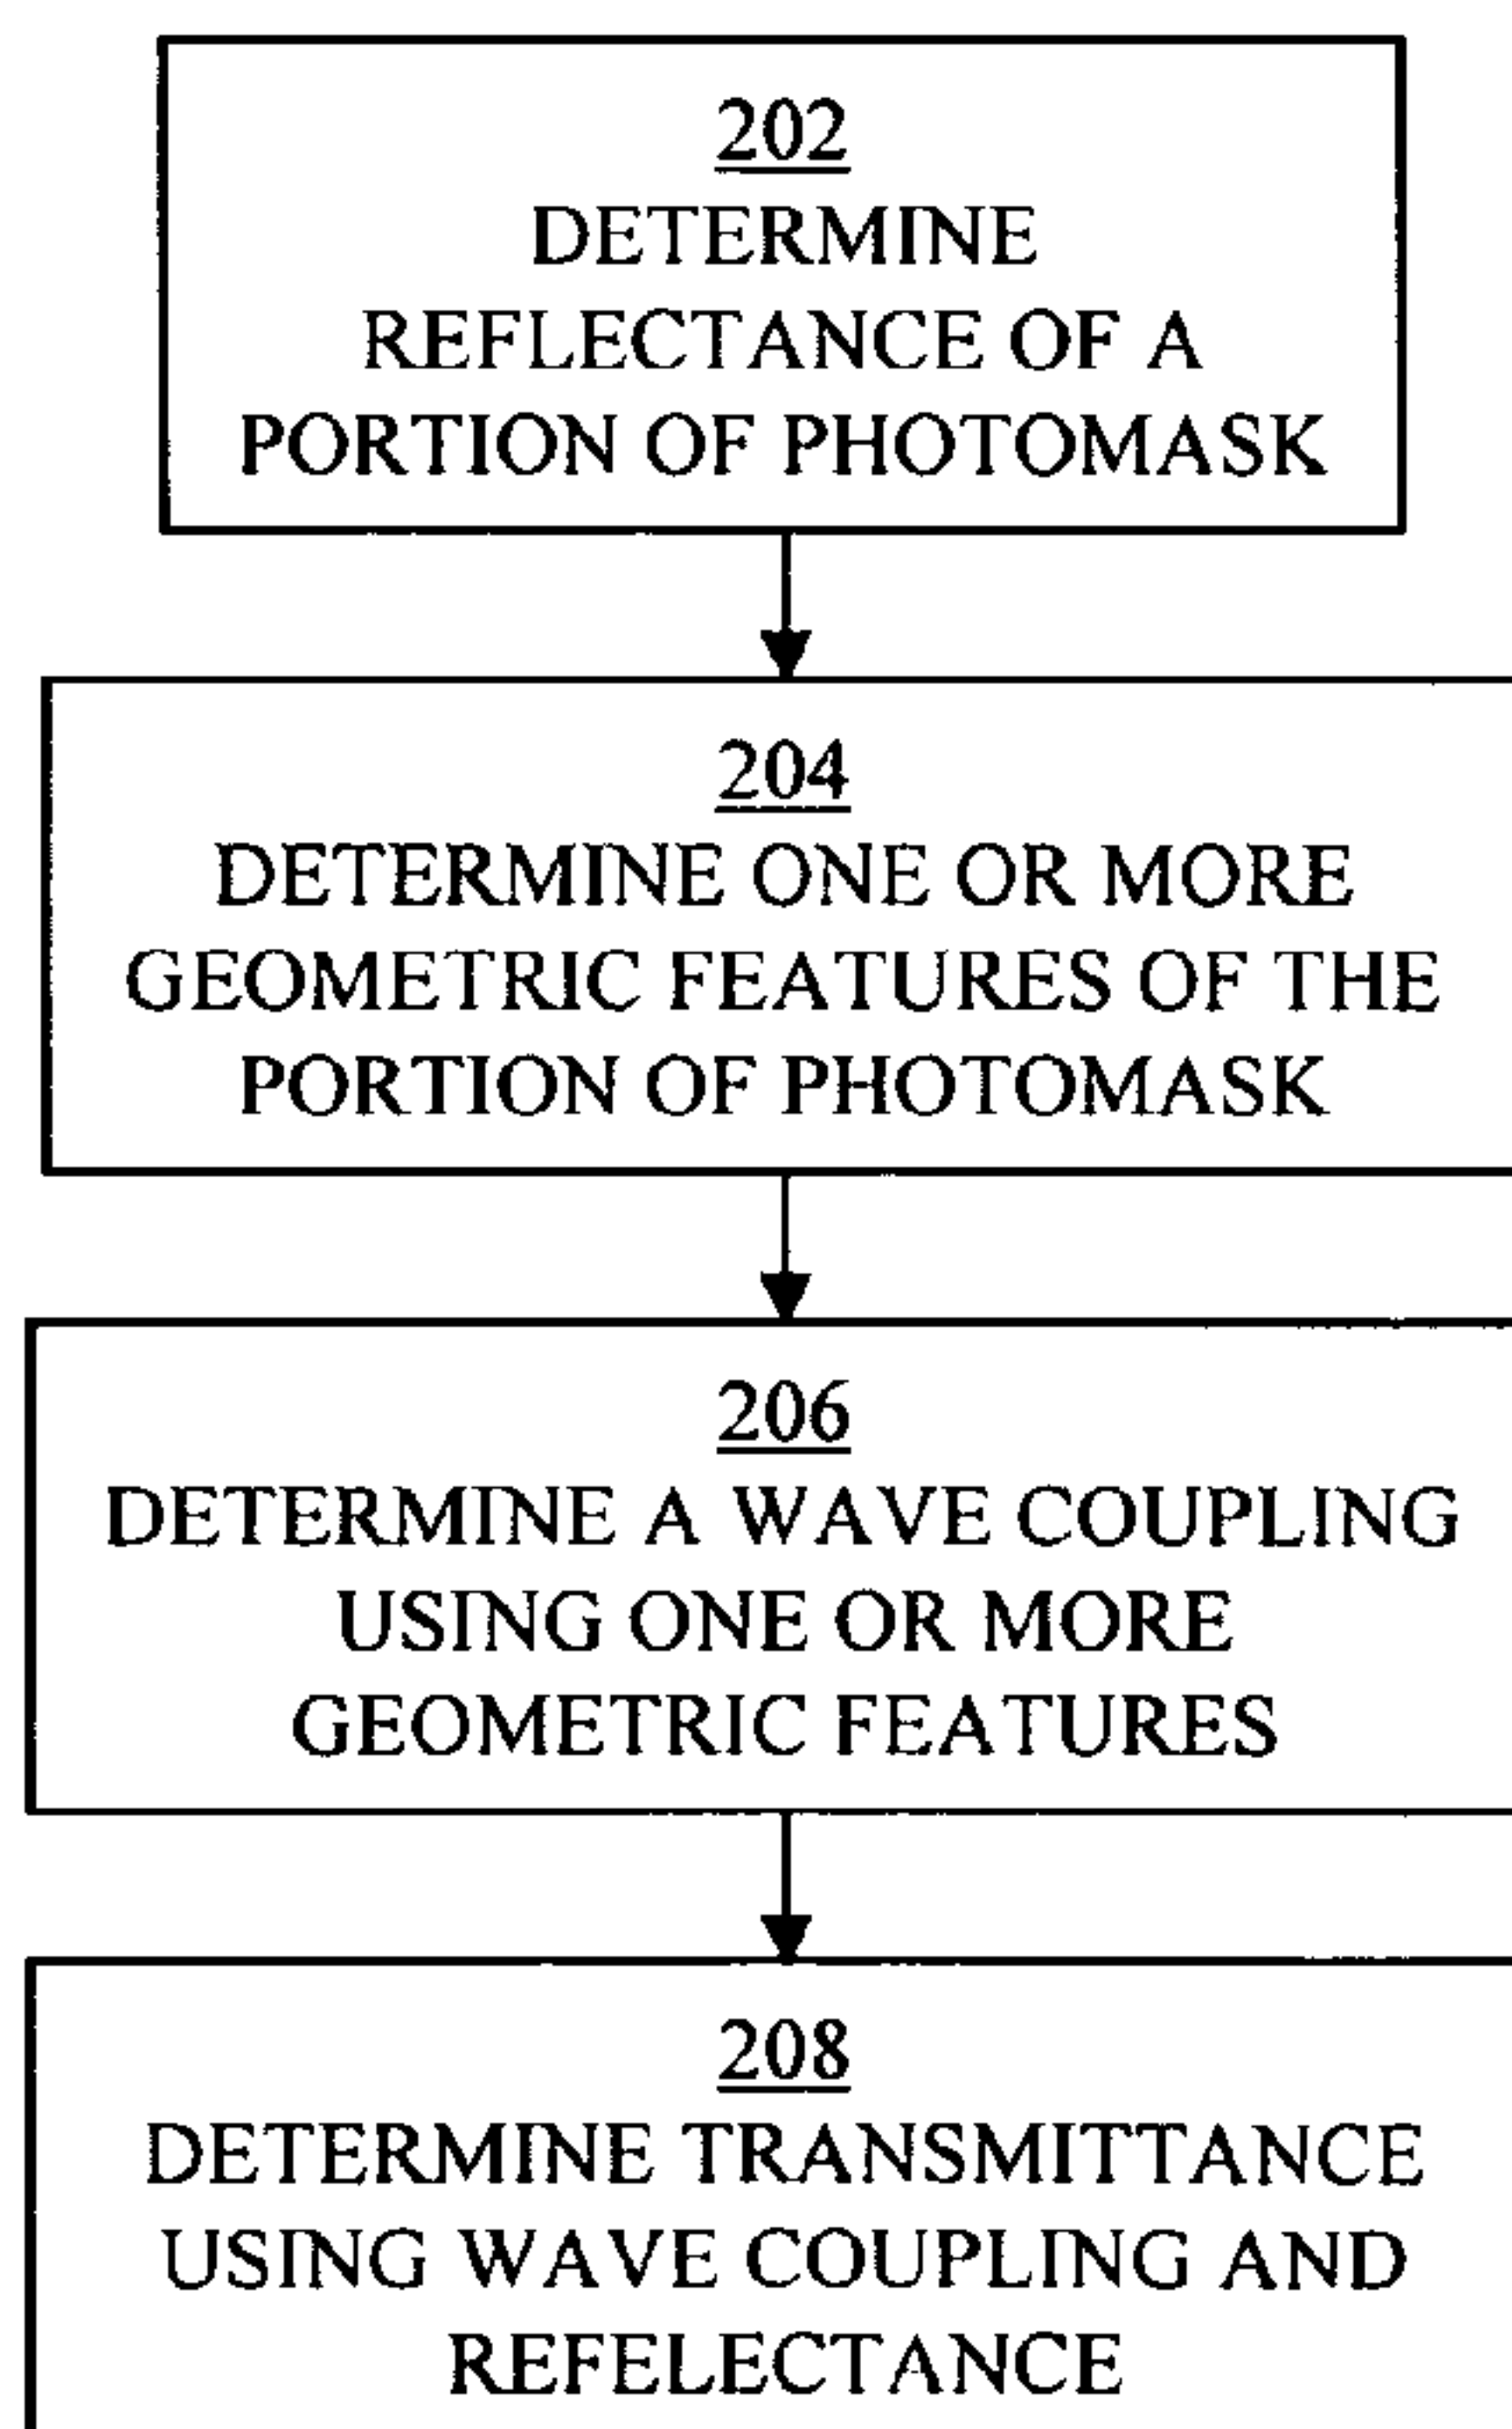 202
DETERMINE
REFLECTANCE OF A
PORTION OF PHOTOMASK
204
DETERMINE ONE OR MORE
GEOMETRIC FEATURES OF THE
PORTION OF PHOTOMASK
206
DETERMINE A WAVE COUPLING
USING ONE OR MORE
GEOMETRIC FEATURES
208
DETERMINE TRANSMITTANCE
USING WAVE COUPLING AND
REFELECTANCE